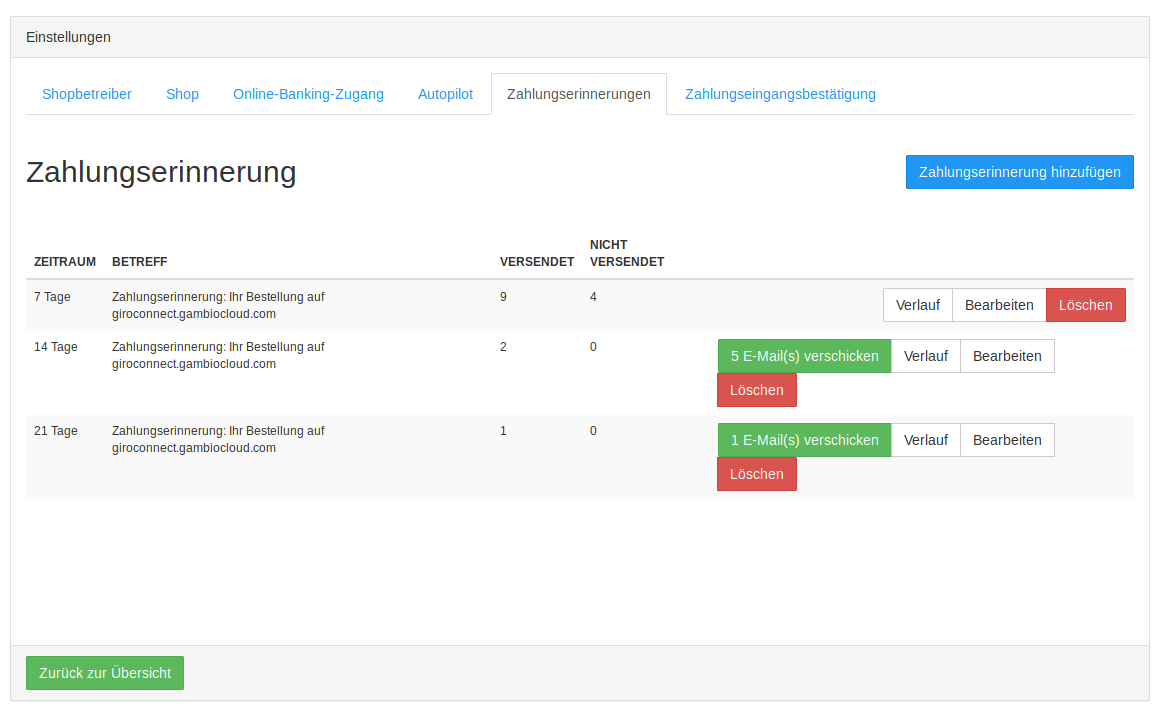 Einstellungen
Shopbetreiber Shop Online-Banking-Zugang Autopilot Zahlungserinnerungen Zahlungseingangsbestätigung
Zahlungserinnerung Zahlungserinnerung hinzufügen
NICHT
ZEITRAUM BETREFF VERSENDET VERSENDET
7 Tage Zahlungserinnerung: Ihr Bestellung auf 9 4
giroconnect.gambiocloud.com
Verlauf Bearbeiten Löschen
14 Tage Zahlungserinnerung: Ihr Bestellung auf 2 0
giroconnect.gambiocloud.com
5 E-Mail(s) verschicken Verlauf Bearbeiten
Löschen
21 Tage Zahlungserinnerung: Ihr Bestellung auf 1 0
giroconnect.gambiocloud.com
1 E-Mail(s) verschicken Verlauf Bearbeiten
Löschen
Zurück zur Übersicht